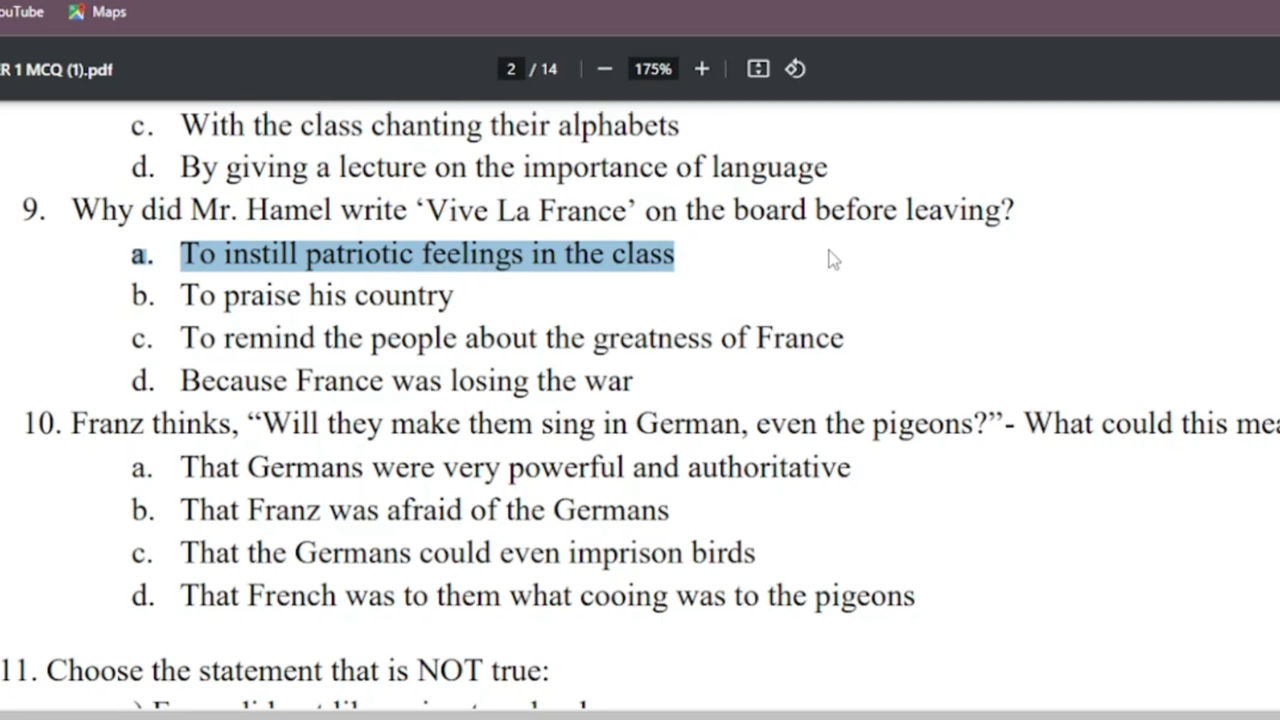 Maps
R 1 MCQ (1).pdf
2 / 14
175%
c. With the class chanting their alphabets
d. By giving a lecture on the importance of language
9. Why did Mr. Hamel write ‘Vive La France’ on the board before leaving?
a. To instill patriotic feelings in the class
b. To praise his country
c. To remind the people about the greatness of France
d. Because France was losing the war
10. Franz thinks, “Will they make them sing in German, even the pigeons?”- What could this
a. That Germans were very powerful and authoritative
b. That Franz was afraid of the Germans
c. That the Germans could even imprison birds
d. That French was to them what cooing was to the pigeons
11. Choose the statement that is NOT true: